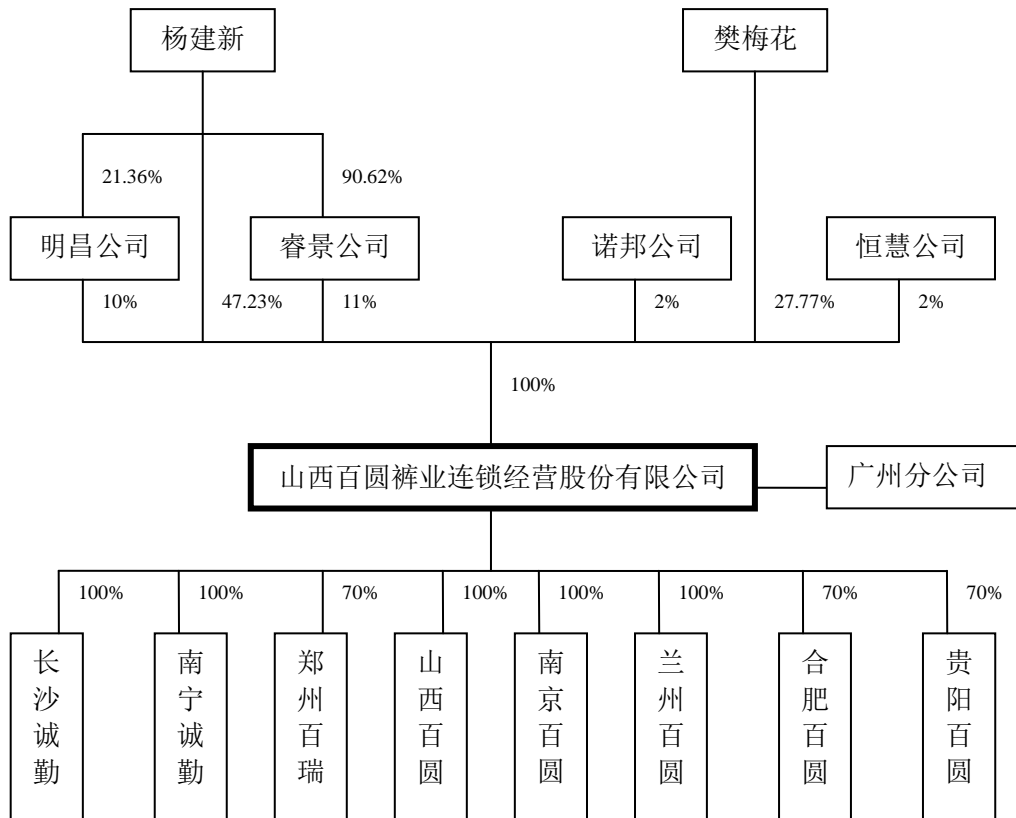 杨建新
樊梅花
21.36%
90.62%
明昌公司
睿景公司
诺邦公司
恒慧公司
10%
47.23%
11%
2%
27.77%
2%
100%
山西百圆裤业连锁经营股份有限公司
广州分公司
100%
100%
70%
100%
100%
100%
70%
70%
长沙诚勤
南宁诚勤
郑州百瑞
山西百圆
南京百圆
兰州百圆
合肥百圆
贵阳百圆